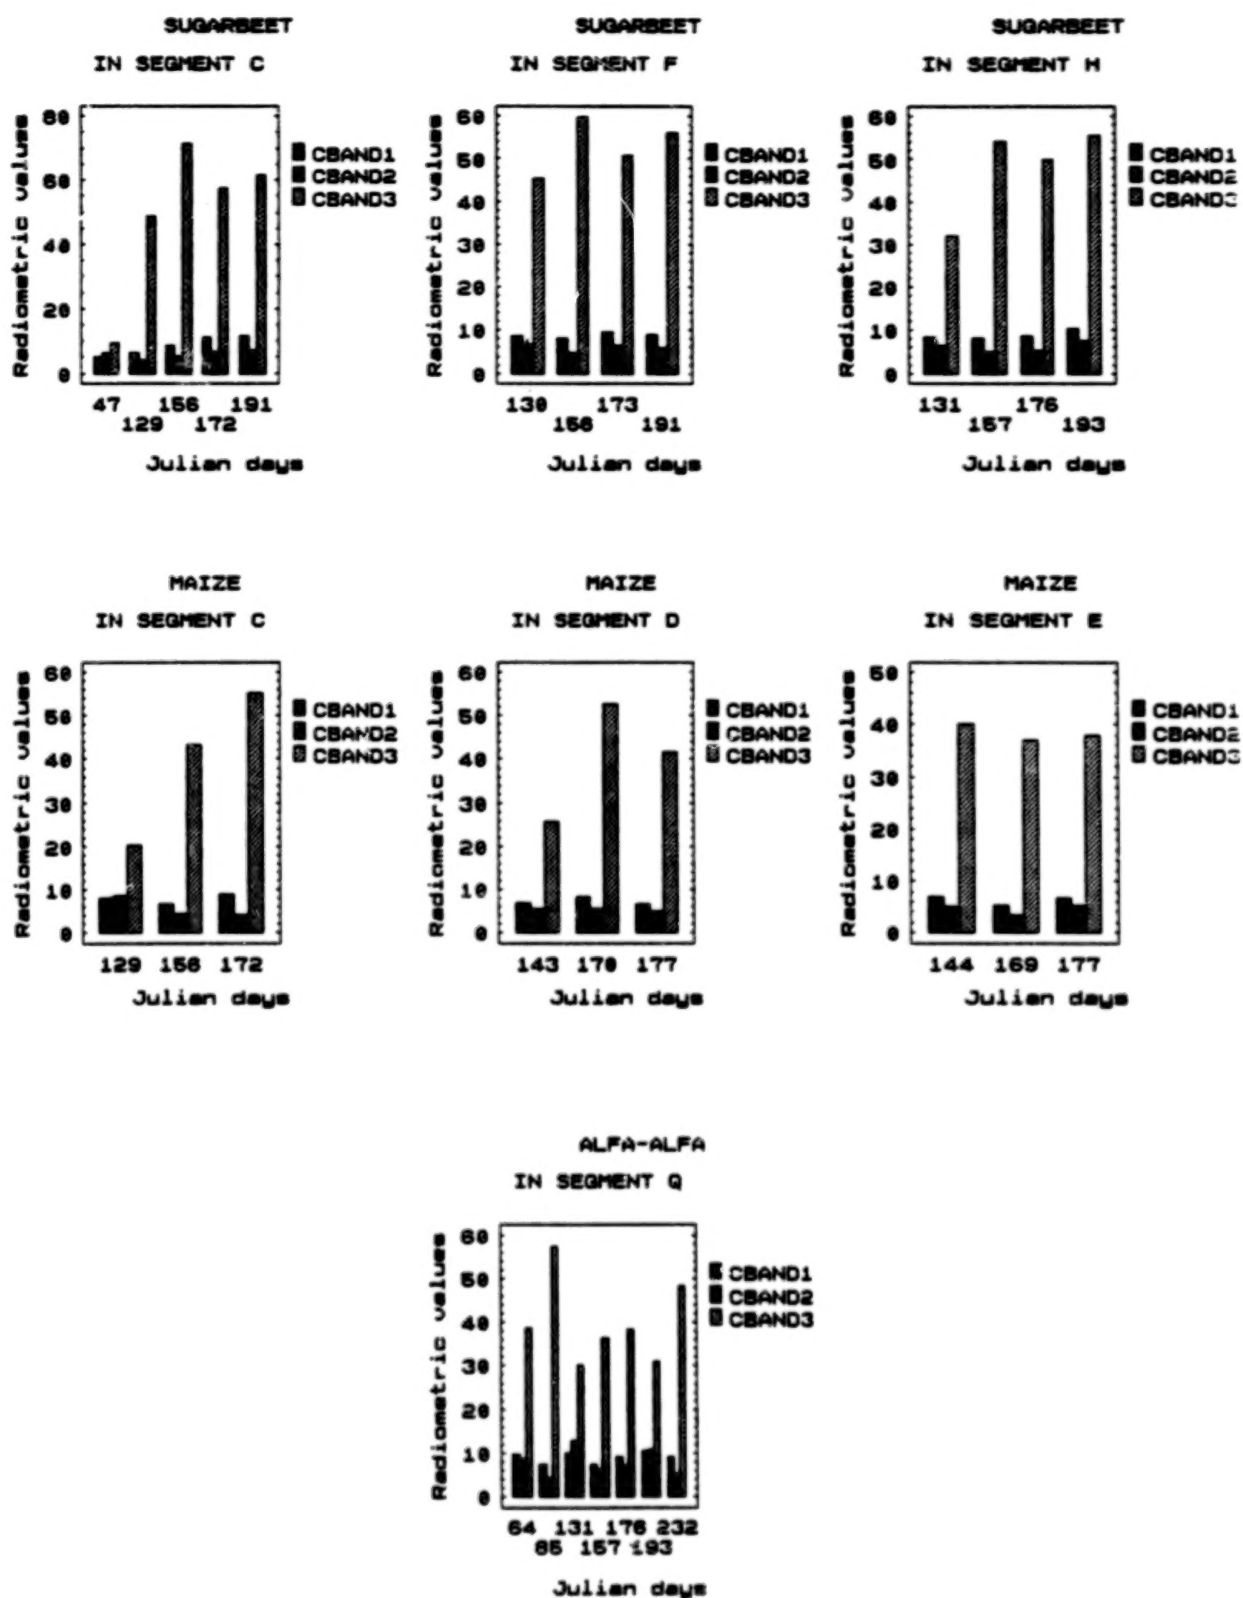 SUGARBEET
IN SEGMENT C
Radiometric values
80
60
40
20
0
47 156 191
129 172
Julian days
CBAND1
CBAND2
CBAND3
SUGARBEET
IN SEGMENT F
Radiometric values
60
50
40
30
20
10
0
130 173
156 191
Julian days
CBAND1
CBAND2
CBAND3
SUGARBEET
IN SEGMENT H
Radiometric values
60
50
40
30
20
10
0
131 176
157 193
Julian days
CBAND1
CBAND2
CBAND3
MAIZE
IN SEGMENT C
Radiometric values
60
50
40
30
20
10
0
129 156 172
Julian days
CBAND1
CBAND2
CBAND3
MAIZE
IN SEGMENT D
Radiometric values
60
50
40
30
20
10
0
143 170 177
Julian days
CBAND1
CBAND2
CBAND3
MAIZE
IN SEGMENT E
Radiometric values
50
40
30
20
10
0
144 169 177
Julian days
CBAND1
CBAND2
CBAND3
ALFA-ALFA
IN SEGMENT Q
Radiometric values
60
50
40
30
20
10
0
64 131 176 232
85 157 193
Julian days
CBAND1
CBAND2
CBAND3